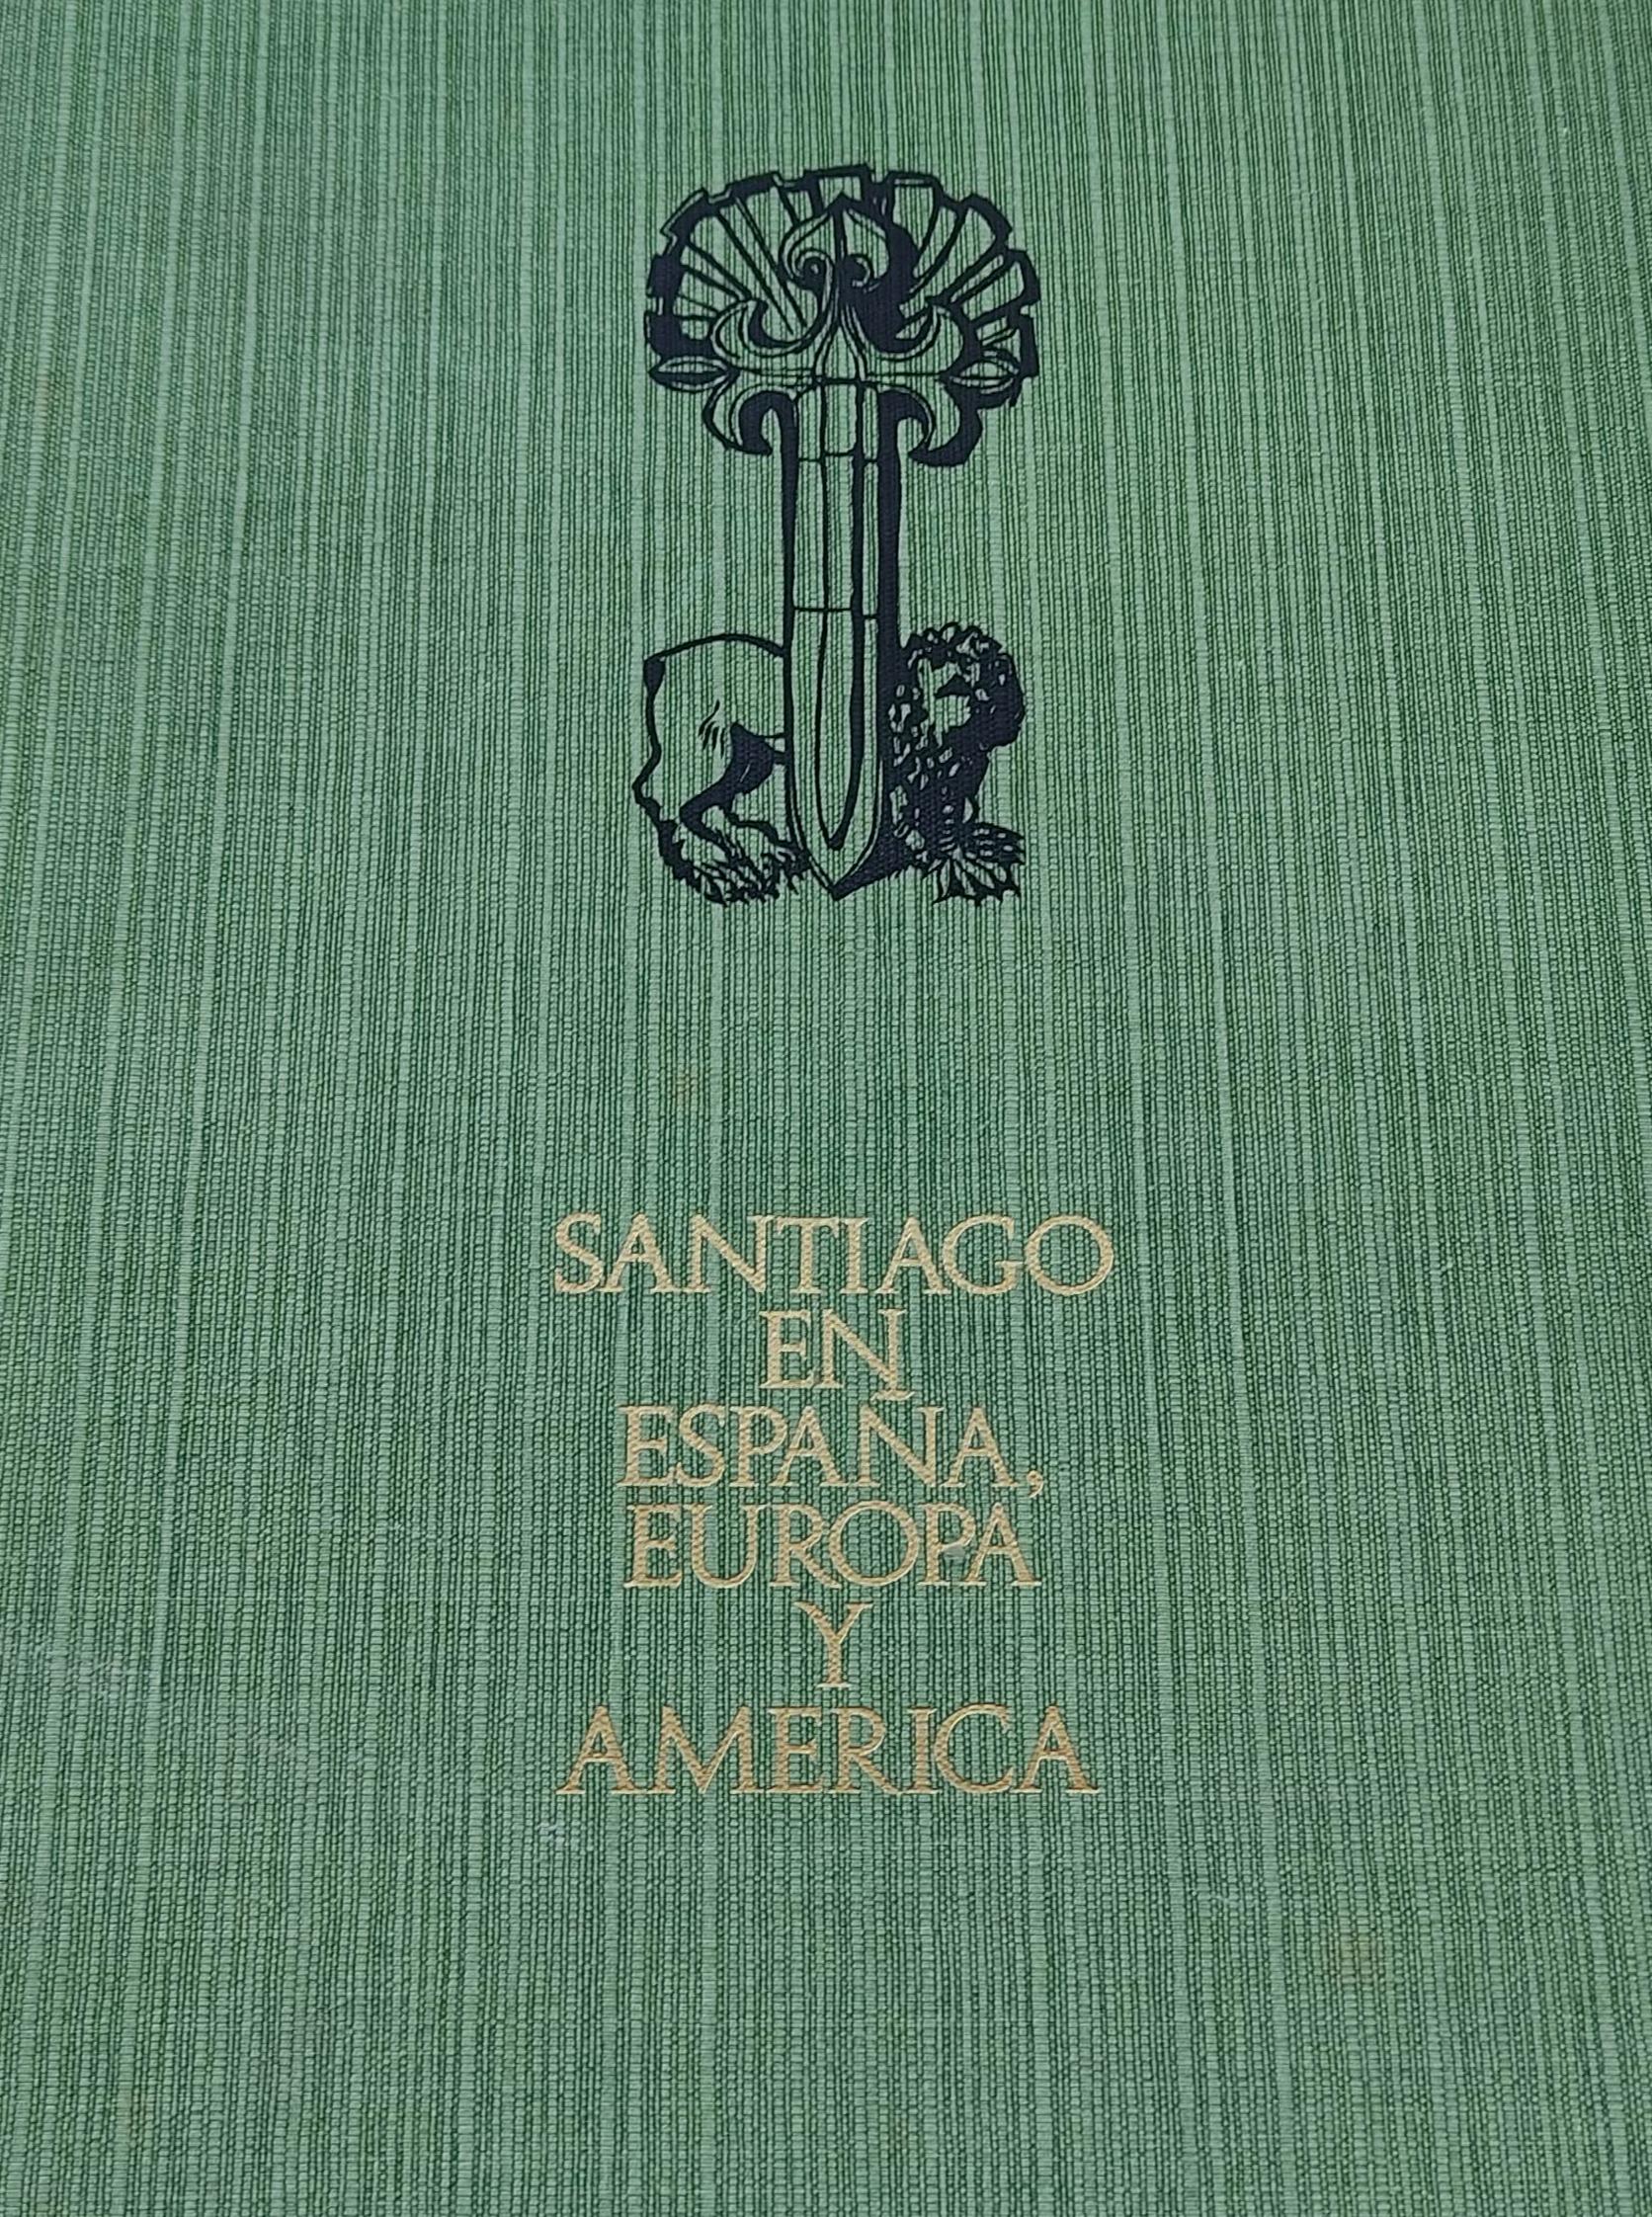 SANTIAGO
EN
ESPAÑA,
EUROPA
Y
AMERICA